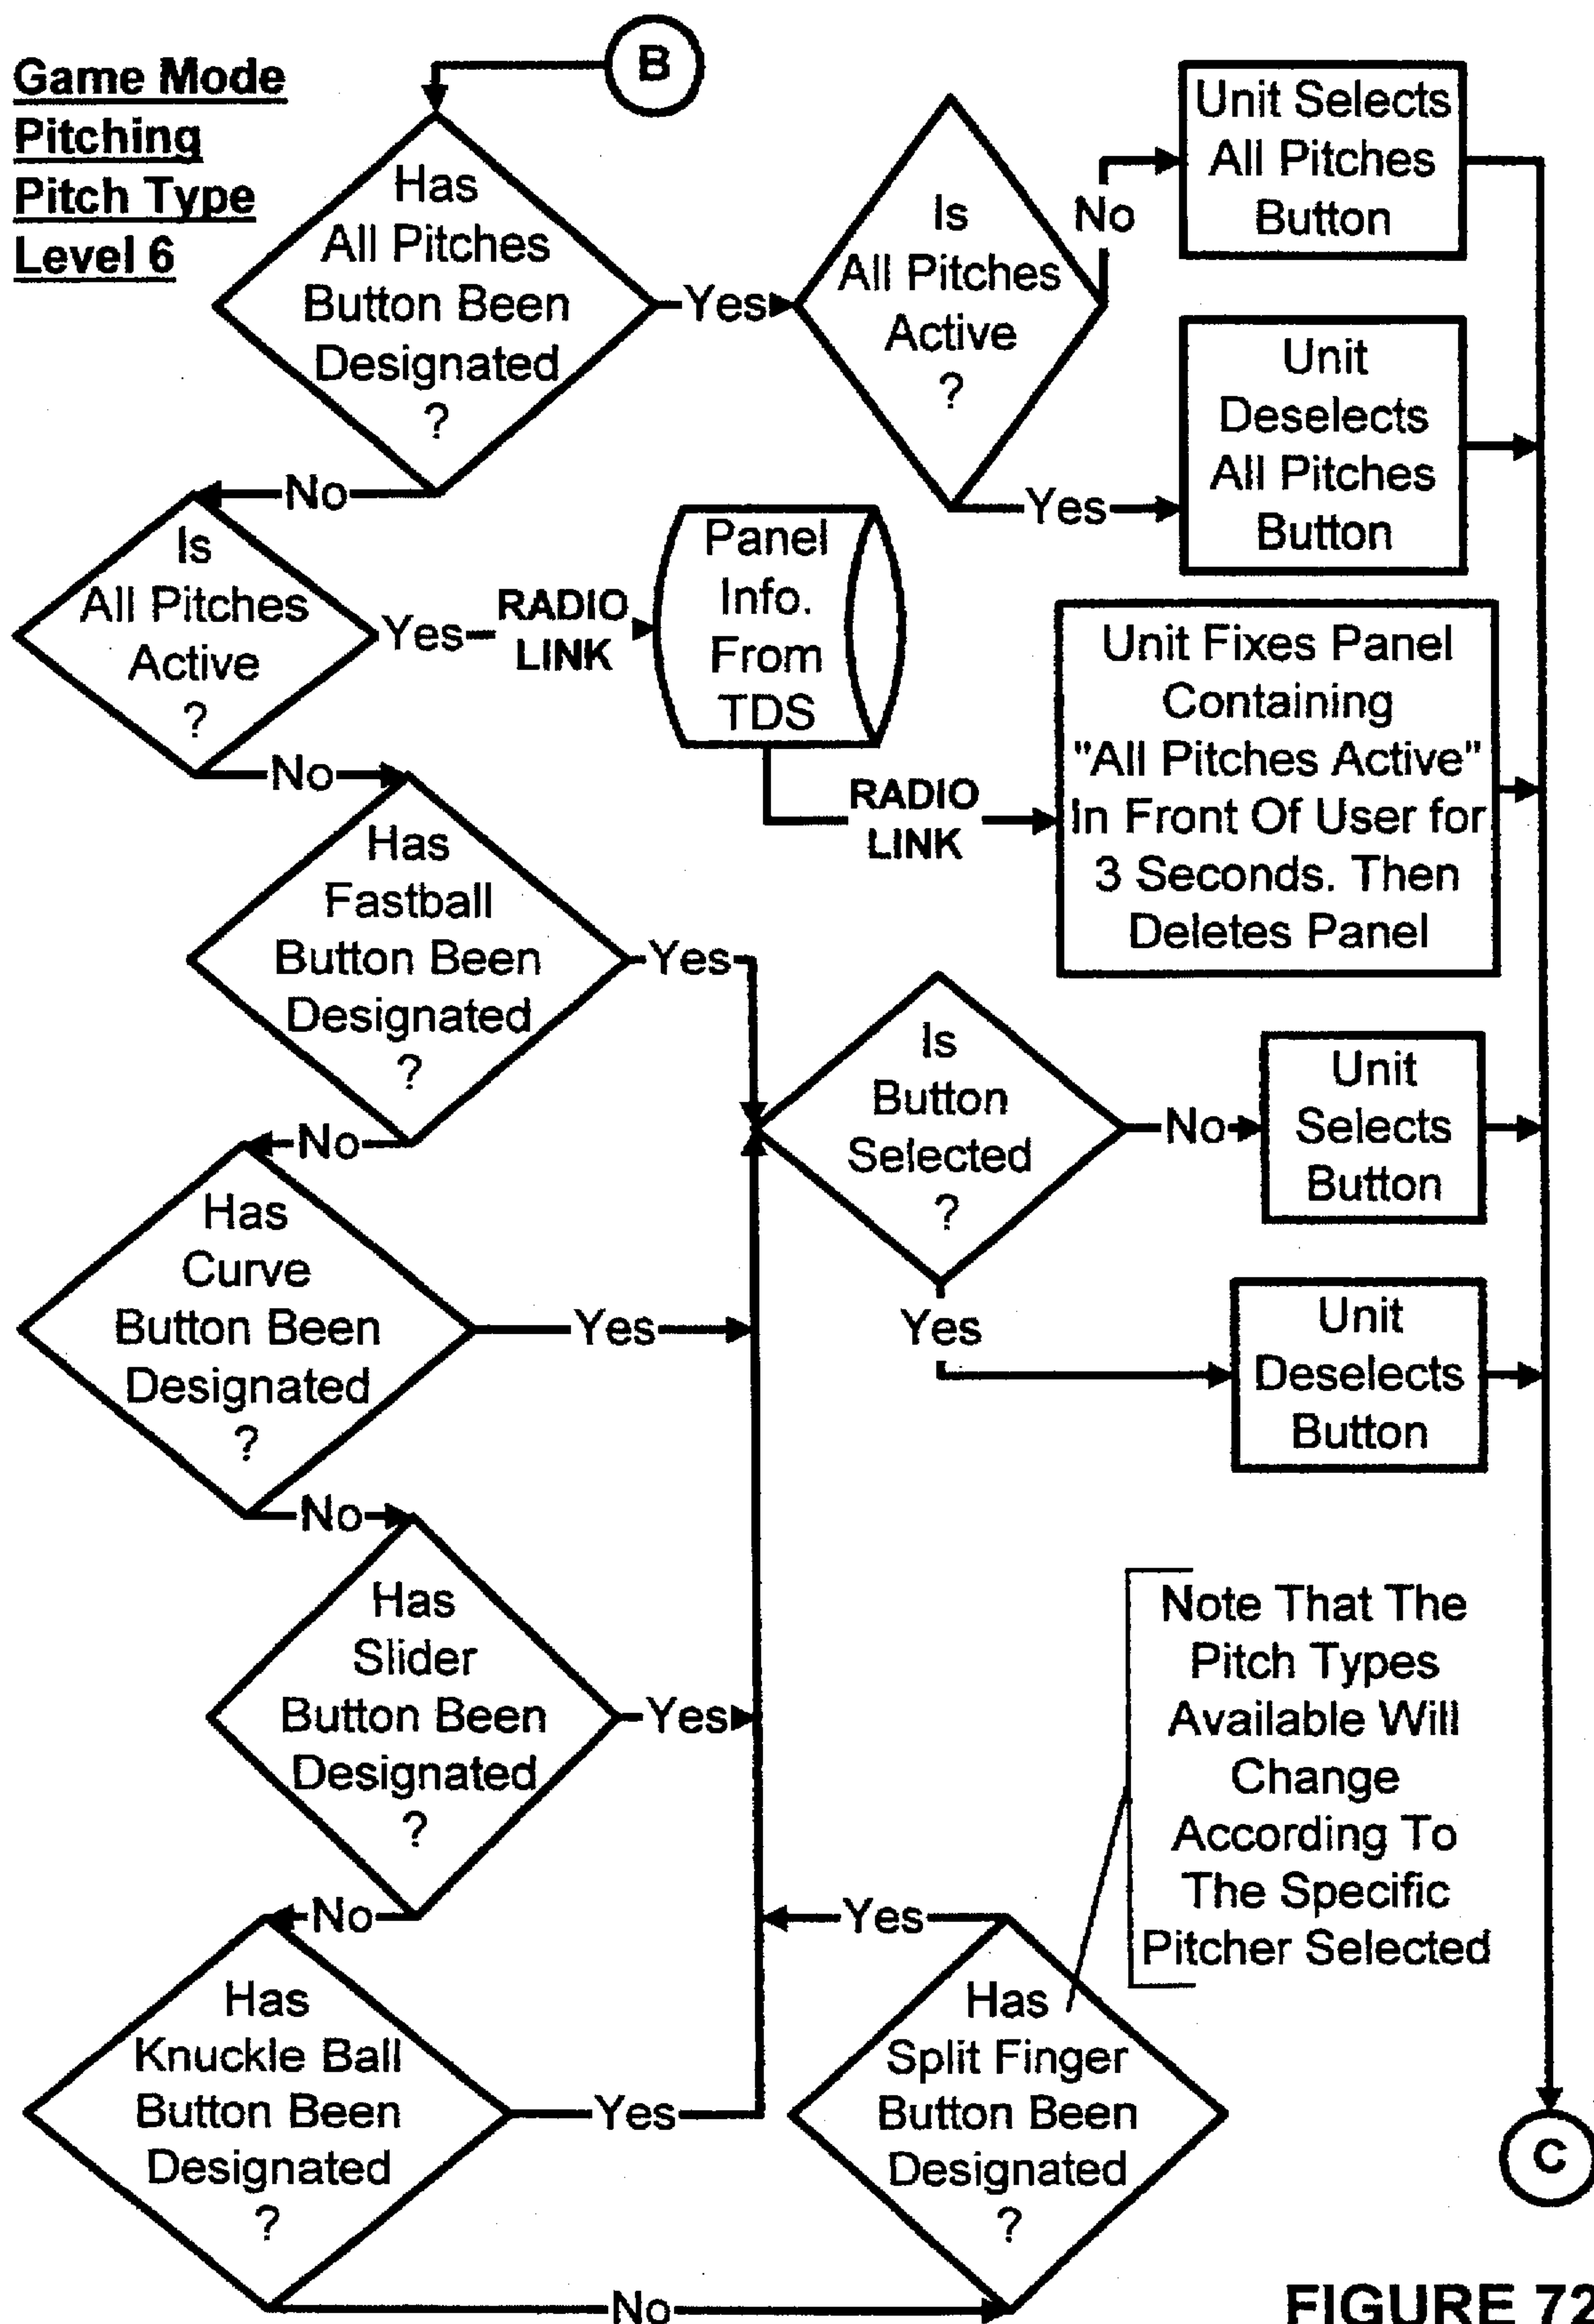 Game Mode
Pitching
Pitch Type
Level 6
B
Has
All Pitches
Button Been
Designated
?
Yes
Is
All Pitches
Active
?
No
Unit Selects
All Pitches
Button
Yes
Unit
Deselects
All Pitches
Button
No
Is
All Pitches
Active
?
Yes
RADIO
LINK
Panel
Info.
From
TDS
RADIO
LINK
Unit Fixes Panel
Containing
"All Pitches Active"
In Front Of User for
3 Seconds. Then
Deletes Panel
No
Has
Fastball
Button Been
Designated
?
Yes
Is
Button
Selected
?
No
Unit
Selects
Button
Yes
Unit
Deselects
Button
No
Has
Curve
Button Been
Designated
?
Yes
No
Has
Slider
Button Been
Designated
?
Yes
No
Has
Knuckle Ball
Button Been
Designated
?
Yes
No
Has
Split Finger
Button Been
Designated
?
Yes
Note That The
Pitch Types
Available Will
Change
According To
The Specific
Pitcher Selected
C
FIGURE 72